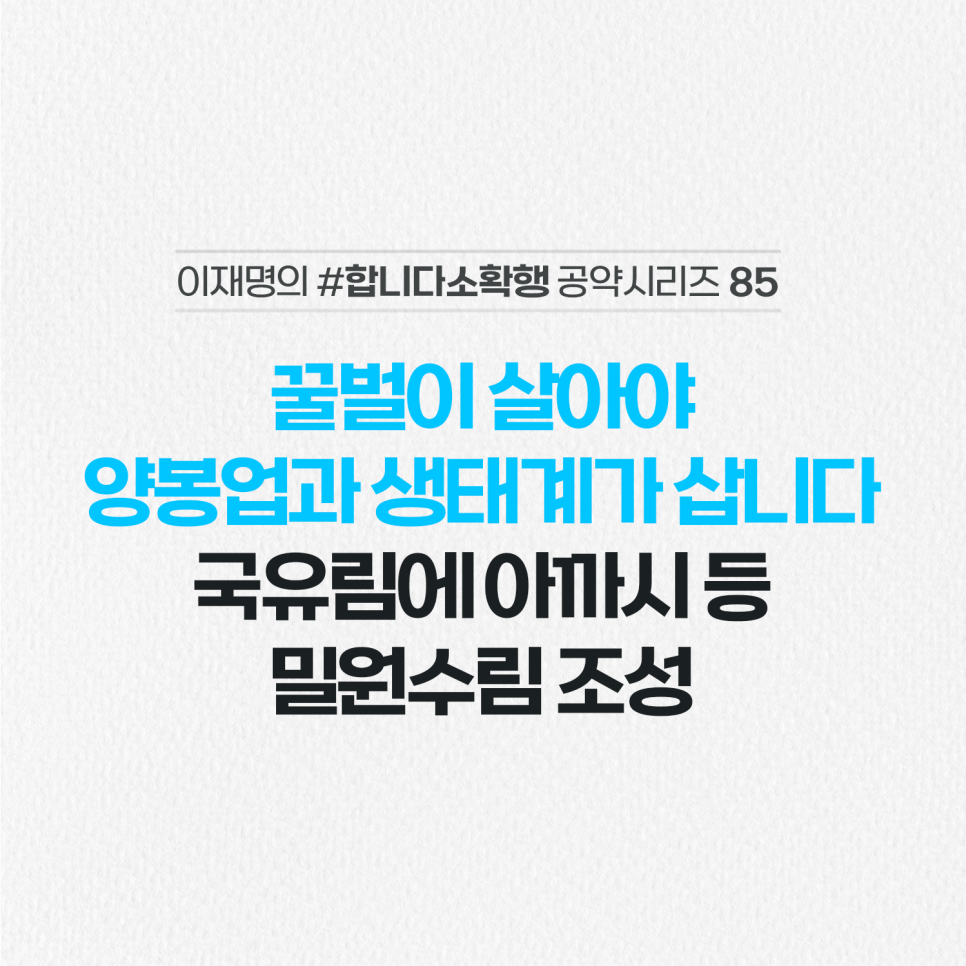 이재명의 #합니다소확행 공약시리즈 85
꿀벌이 살아야
양봉업과 생태계가 삽니다
국유림에 아까시 등
밀원수림 조성